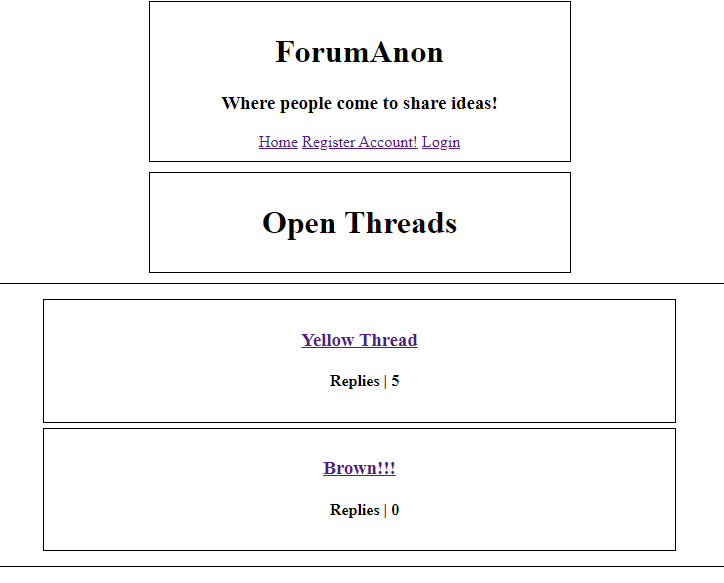 ForumAnon
Where people come to share ideas!
Home Register Account! Login
Open Threads
Yellow Thread
Replies | 5
Brown!!!
Replies | 0